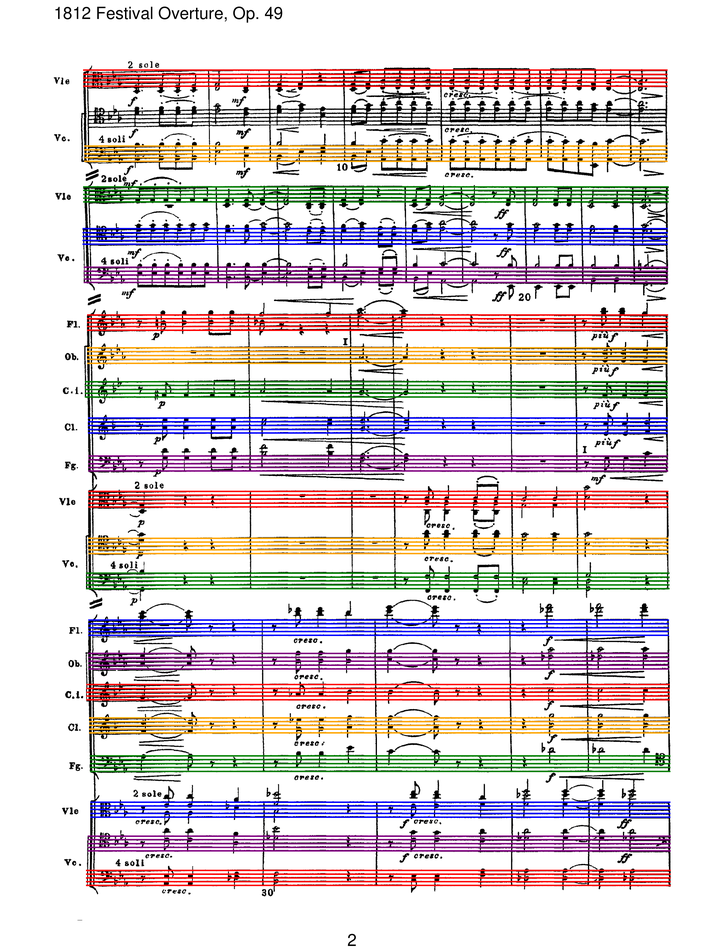 1812 Festival Overture, Op. 49
2 sole
Vle
f mf cresc.
f mf cresc.
Vc.
4 soli
f mf cresc.
10
2 sole mf
Vle
ff
mf ff
Vc.
4 soli
mf ff 20
Fl.
p più f
I
Ob.
più f
C.i.
p più f
Cl.
p più f
I
Fg.
p mf
2 sole
Vle
p cresc.
p cresc.
Vc.
4 soli
p cresc.
Fl.
cresc. f
Ob.
cresc. f
C.i.
cresc. f
Cl.
cresc. f
Fg.
cresc. f
2 sole
Vle
cresc. f cresc. ff
cresc. f cresc. ff
Vc.
4 soli
cresc.
30
2